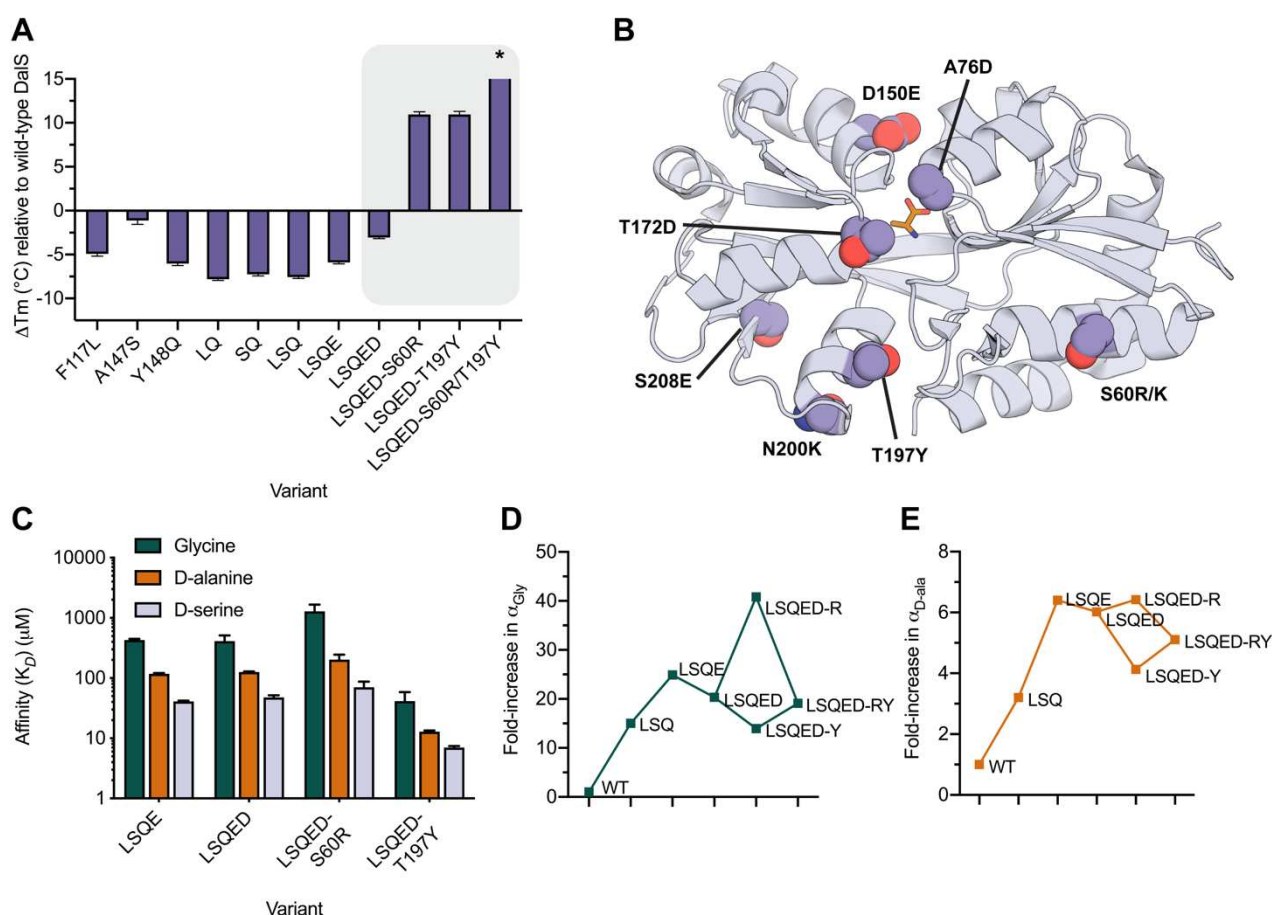 A
ΔTm (°C) relative to wild-type DalS
15
10
5
0
-5
-10
*
F117L
A147S
Y148Q
LQ
SQ
LSQ
LSQE
LSQED
LSQED-S60R
LSQED-T197Y
LSQED-S60R/T197Y
Variant
B
D150E
A76D
T172D
S208E
N200K
T197Y
S60R/K
C
Affinity (K_D) (μM)
10000
1000
100
10
1
Glycine
D-alanine
D-serine
LSQE
LSQED
LSQED-
S60R
LSQED-
T197Y
Variant
D
Fold-increase in α_Gly
50
40
30
20
10
0
WT
LSQ
LSQE
LSQED
LSQED-R
LSQED-RY
LSQED-Y
E
Fold-increase in α_D-ala
8
6
4
2
0
WT
LSQ
LSQE
LSQED
LSQED-R
LSQED-RY
LSQED-Y